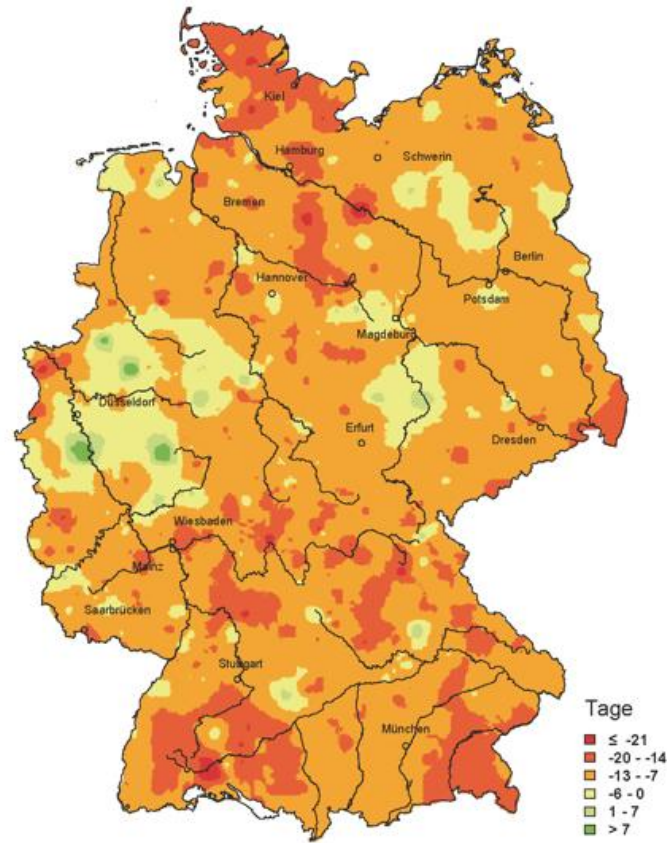 Kiel
Hamburg
Schwerin
Bremen
Berlin
Hannover
Potsdam
Magdeburg
Düsseldorf
Erfurt
Dresden
Wiesbaden
Mainz
Saarbrücken
Stuttgart
München
Tage
≤ -21
-20 - -14
-13 - -7
-6 - 0
1 - 7
> 7